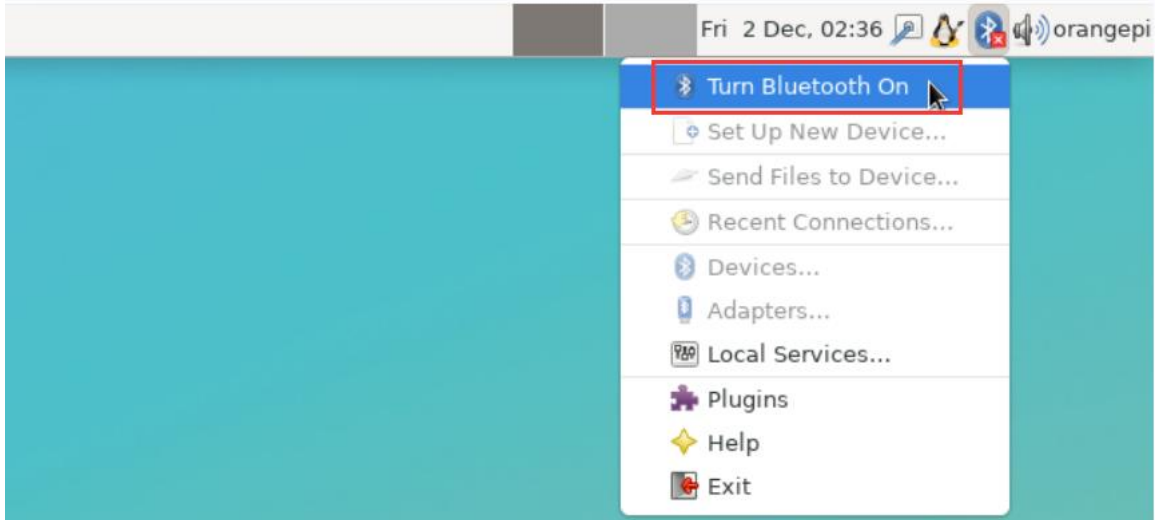 Fri 2 Dec, 02:36 orangepi
Turn Bluetooth On
Set Up New Device...
Send Files to Device...
Recent Connections...
Devices...
Adapters...
Local Services...
Plugins
Help
Exit